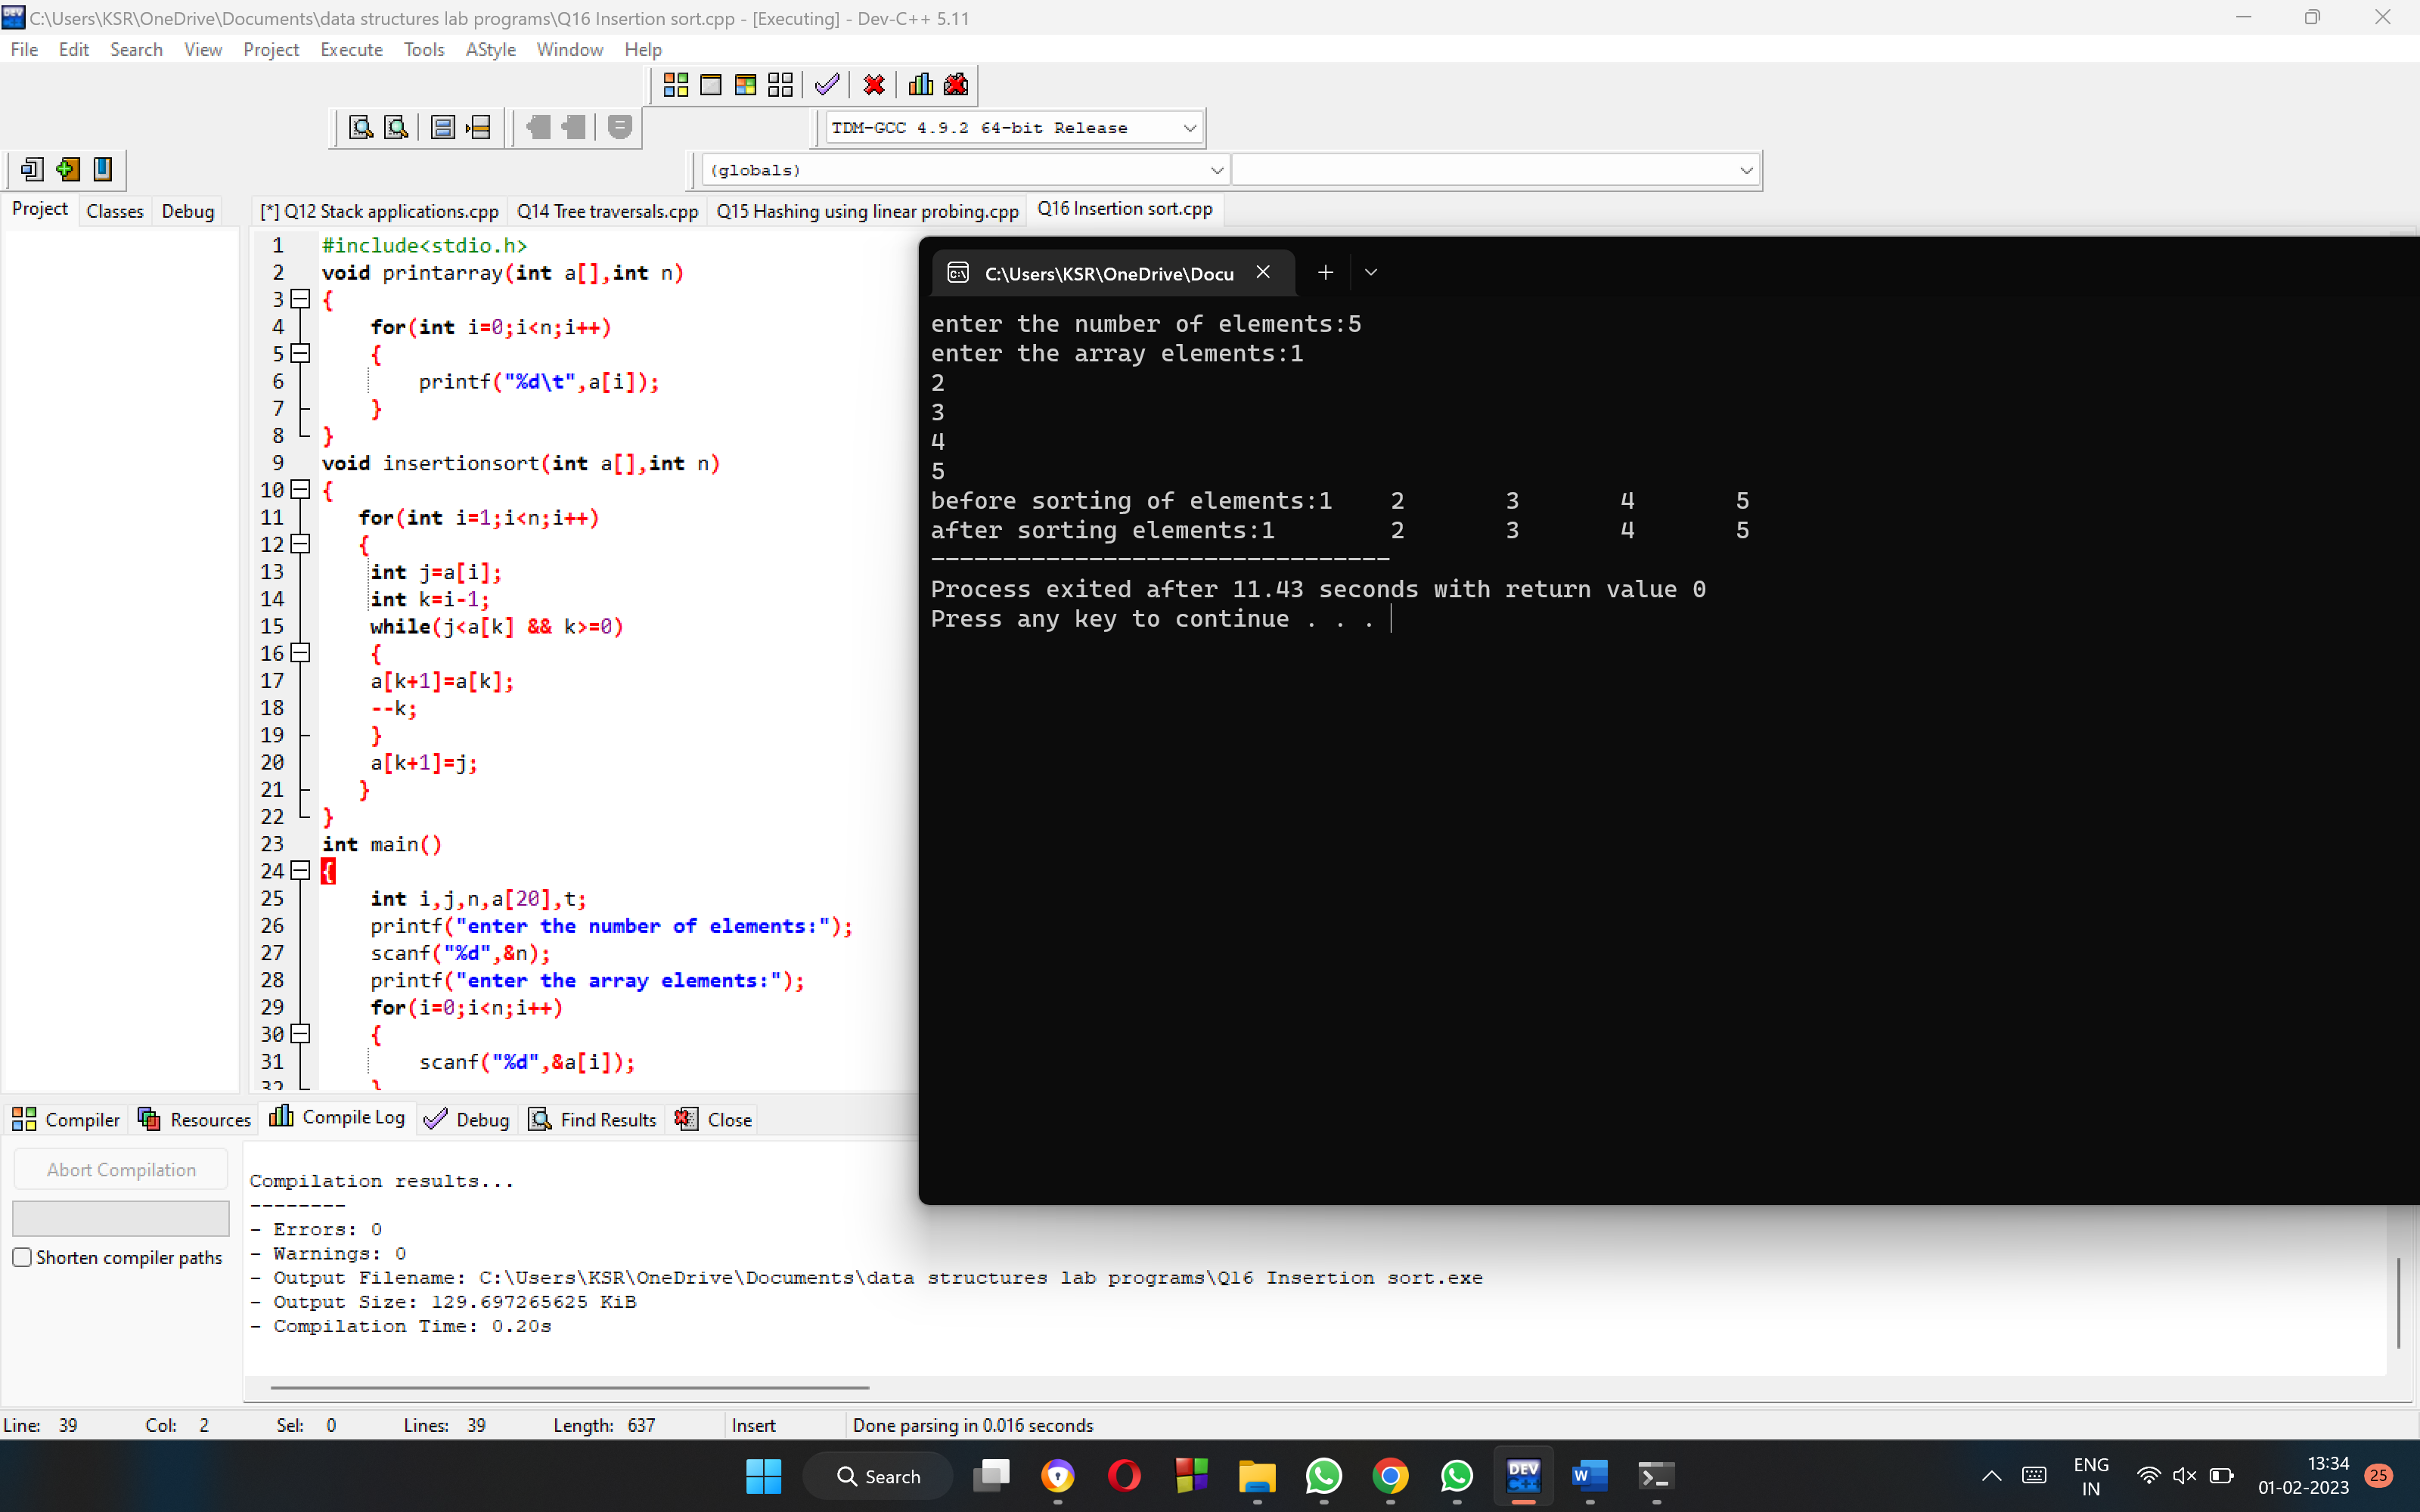 C:\Users\KSR\OneDrive\Documents\data structures lab programs\Q16 Insertion sort.cpp - [Executing] - Dev-C++ 5.11
File Edit Search View Project Execute Tools AStyle Window Help
TDM-GCC 4.9.2 64-bit Release
(globals)
Project Classes Debug
[*] Q12 Stack applications.cpp Q14 Tree traversals.cpp Q15 Hashing using linear probing.cpp Q16 Insertion sort.cpp
1 #include<stdio.h>
2 void printarray(int a[],int n)
3 {
4 for(int i=0;i<n;i++)
5 {
6 printf("%d\t",a[i]);
7 }
8 }
9 void insertionsort(int a[],int n)
10 {
11 for(int i=1;i<n;i++)
12 {
13 int j=a[i];
14 int k=i-1;
15 while(j<a[k] && k>=0)
16 {
17 a[k+1]=a[k];
18 --k;
19 }
20 a[k+1]=j;
21 }
22 }
23 int main()
24 {
25 int i,j,n,a[20],t;
26 printf("enter the number of elements:");
27 scanf("%d",&n);
28 printf("enter the array elements:");
29 for(i=0;i<n;i++)
30 {
31 scanf("%d",&a[i]);
32 }
C:\Users\KSR\OneDrive\Docu
enter the number of elements:5
enter the array elements:1
2
3
4
5
before sorting of elements:1 2 3 4 5
after sorting elements:1 2 3 4 5
--------------------------------
Process exited after 11.43 seconds with return value 0
Press any key to continue . . .
Compiler Resources Compile Log Debug Find Results Close
Abort Compilation
Shorten compiler paths
Compilation results...
--------
- Errors: 0
- Warnings: 0
- Output Filename: C:\Users\KSR\OneDrive\Documents\data structures lab programs\Q16 Insertion sort.exe
- Output Size: 129.697265625 KiB
- Compilation Time: 0.20s
Line: 39 Col: 2 Sel: 0 Lines: 39 Length: 637 Insert Done parsing in 0.016 seconds
Search
DEV C++
W
ENG
IN
13:34
01-02-2023
25